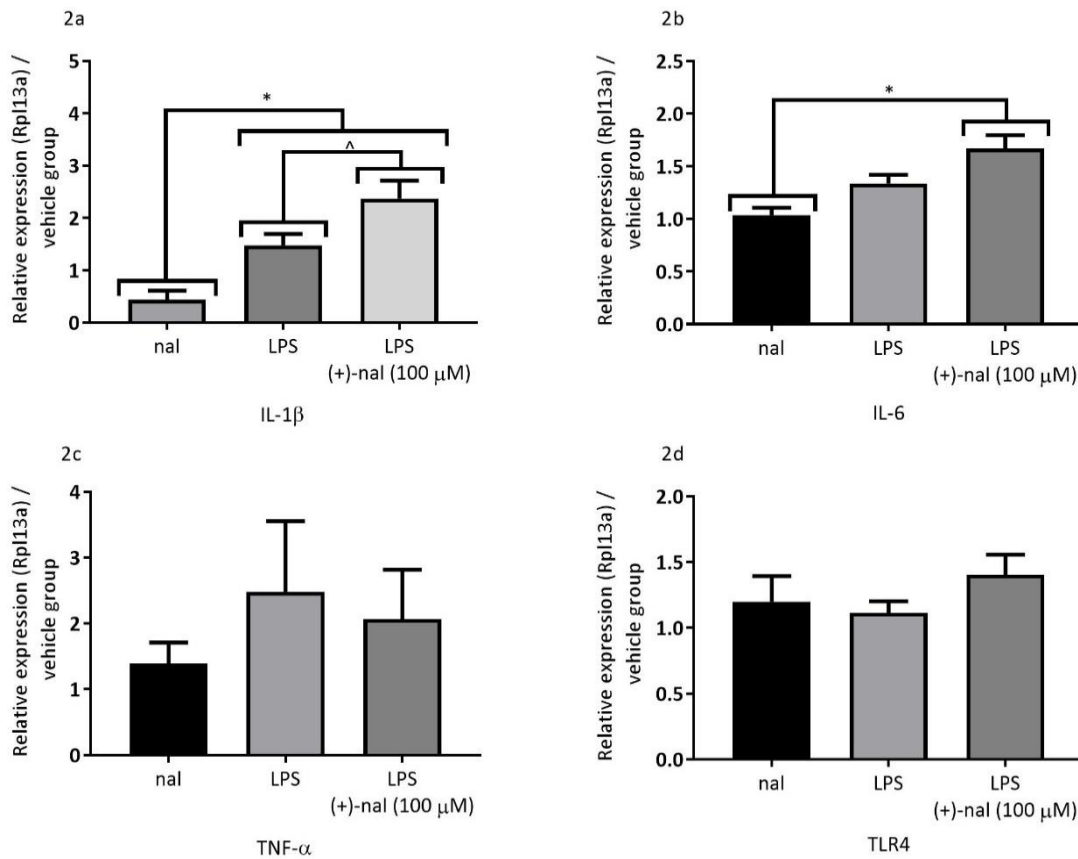 2a
Relative expression (Rpl13a) /
vehicle group
5
4
3
2
1
0
*
^
nal
LPS
LPS
(+)-nal (100 μM)
IL-1β
2b
Relative expression (Rpl13a) /
vehicle group
2.5
2.0
1.5
1.0
0.5
0.0
*
nal
LPS
LPS
(+)-nal (100 μM)
IL-6
2c
Relative expression (Rpl13a) /
vehicle group
4
3
2
1
0
nal
LPS
LPS
(+)-nal (100 μM)
TNF-α
2d
Relative expression (Rpl13a) /
vehicle group
2.0
1.5
1.0
0.5
0.0
nal
LPS
LPS
(+)-nal (100 μM)
TLR4